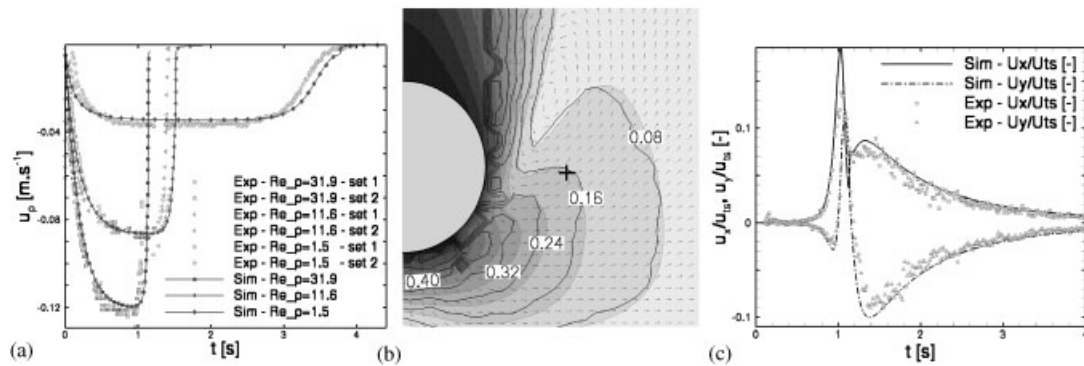 u_p [m.s^-1]
-0.04
-0.08
-0.12
Exp - Re_p=31.9 - set 1
Exp - Re_p=31.9 - set 2
Exp - Re_p=11.6 - set 1
Exp - Re_p=11.6 - set 2
Exp - Re_p=1.5 - set 1
Exp - Re_p=1.5 - set 2
Sim - Re_p=31.9
Sim - Re_p=11.6
Sim - Re_p=1.5
0 1 2 3 4
t [s]
(a)
0.08
0.16
0.24
0.32
0.40
(b)
u_x/u_ts, u_y/u_ts [-]
0.1
0
-0.1
Sim - Ux/Uts [-]
Sim - Uy/Uts [-]
Exp - Ux/Uts [-]
Exp - Uy/Uts [-]
0 1 2 3 4
t [s]
(c)